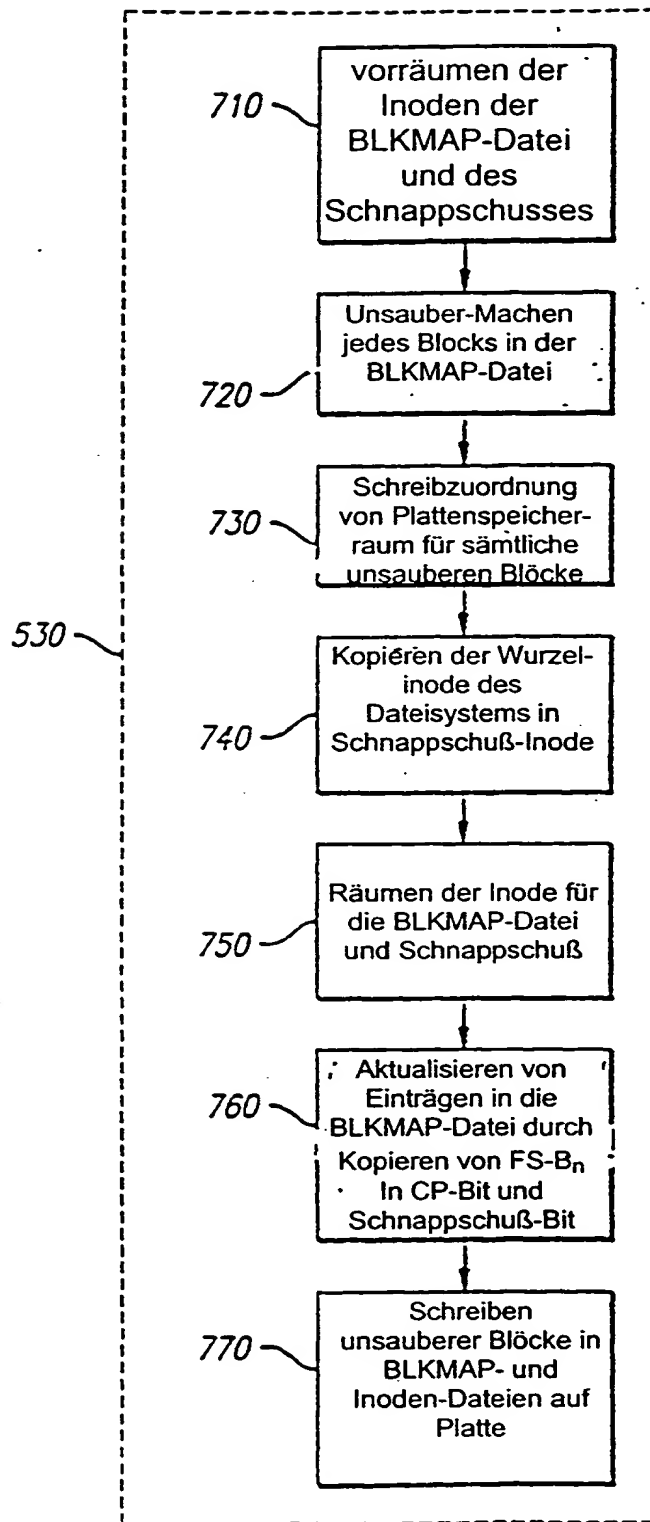 710
vorräumen der
Inoden der
BLKMAP-Datei
und des
Schnappschusses
720
Unsauber-Machen
jedes Blocks in der
BLKMAP-Datei
730
Schreibzuordnung
von Plattenspeicher-
raum für sämtliche
unsauberen Blöcke
530
740
Kopieren der Wurzel-
inode des
Dateisystems in
Schnappschuß-Inode
750
Räumen der Inode für
die BLKMAP-Datei
und Schnappschuß
760
Aktualisieren von
Einträgen in die
BLKMAP-Datei durch
Kopieren von FS-Bn
In CP-Bit und
Schnappschuß-Bit
770
Schreiben
unsauberer Blöcke in
BLKMAP- und
Inoden-Dateien auf
Platte